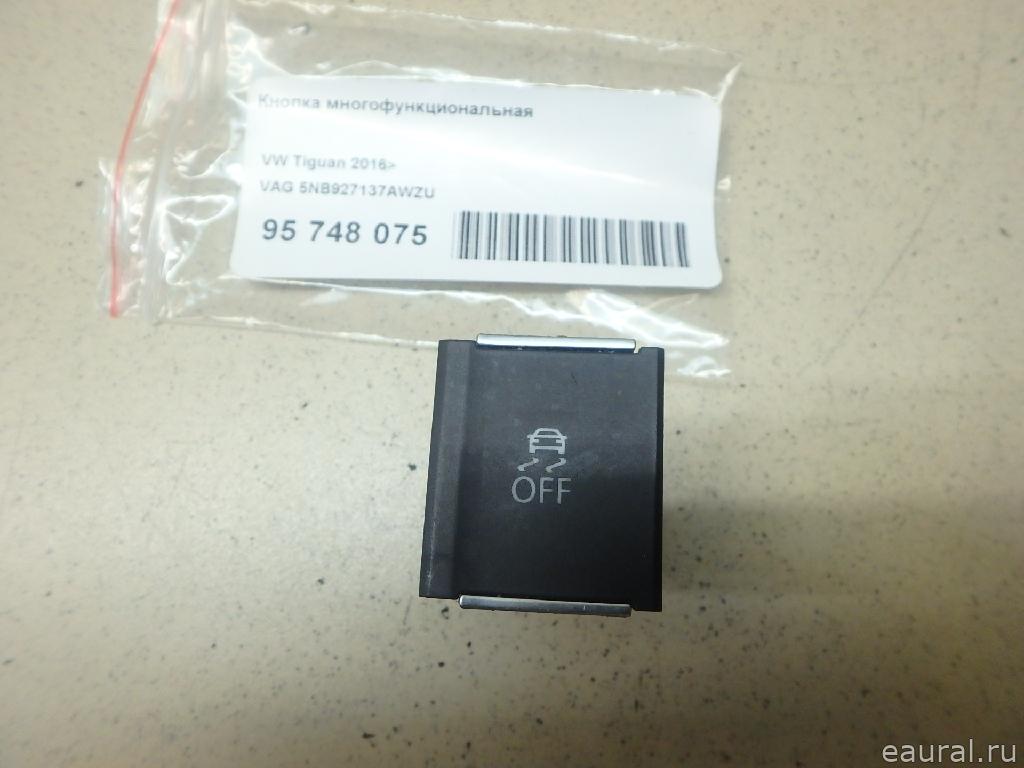 Кнопка многофункциональная
VW Tiguan 2016>
VAG 5NB927137AWZU
95 748 075
OFF
eaural.ru